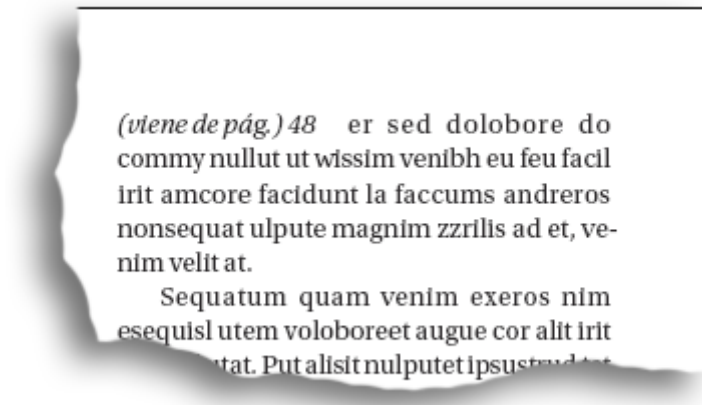 (viene de pág.) 48 er sed dolobore do
commy nullut ut wissim venibh eu feu facil
irit amcore facidunt la faccums andreros
nonsequat ulpute magnim zzrilis ad et, ve-
nim velit at.
Sequatum quam venim exeros nim
esequisl utem voloboreet augue cor alit irit
Put alisit nulputet ipsustrud